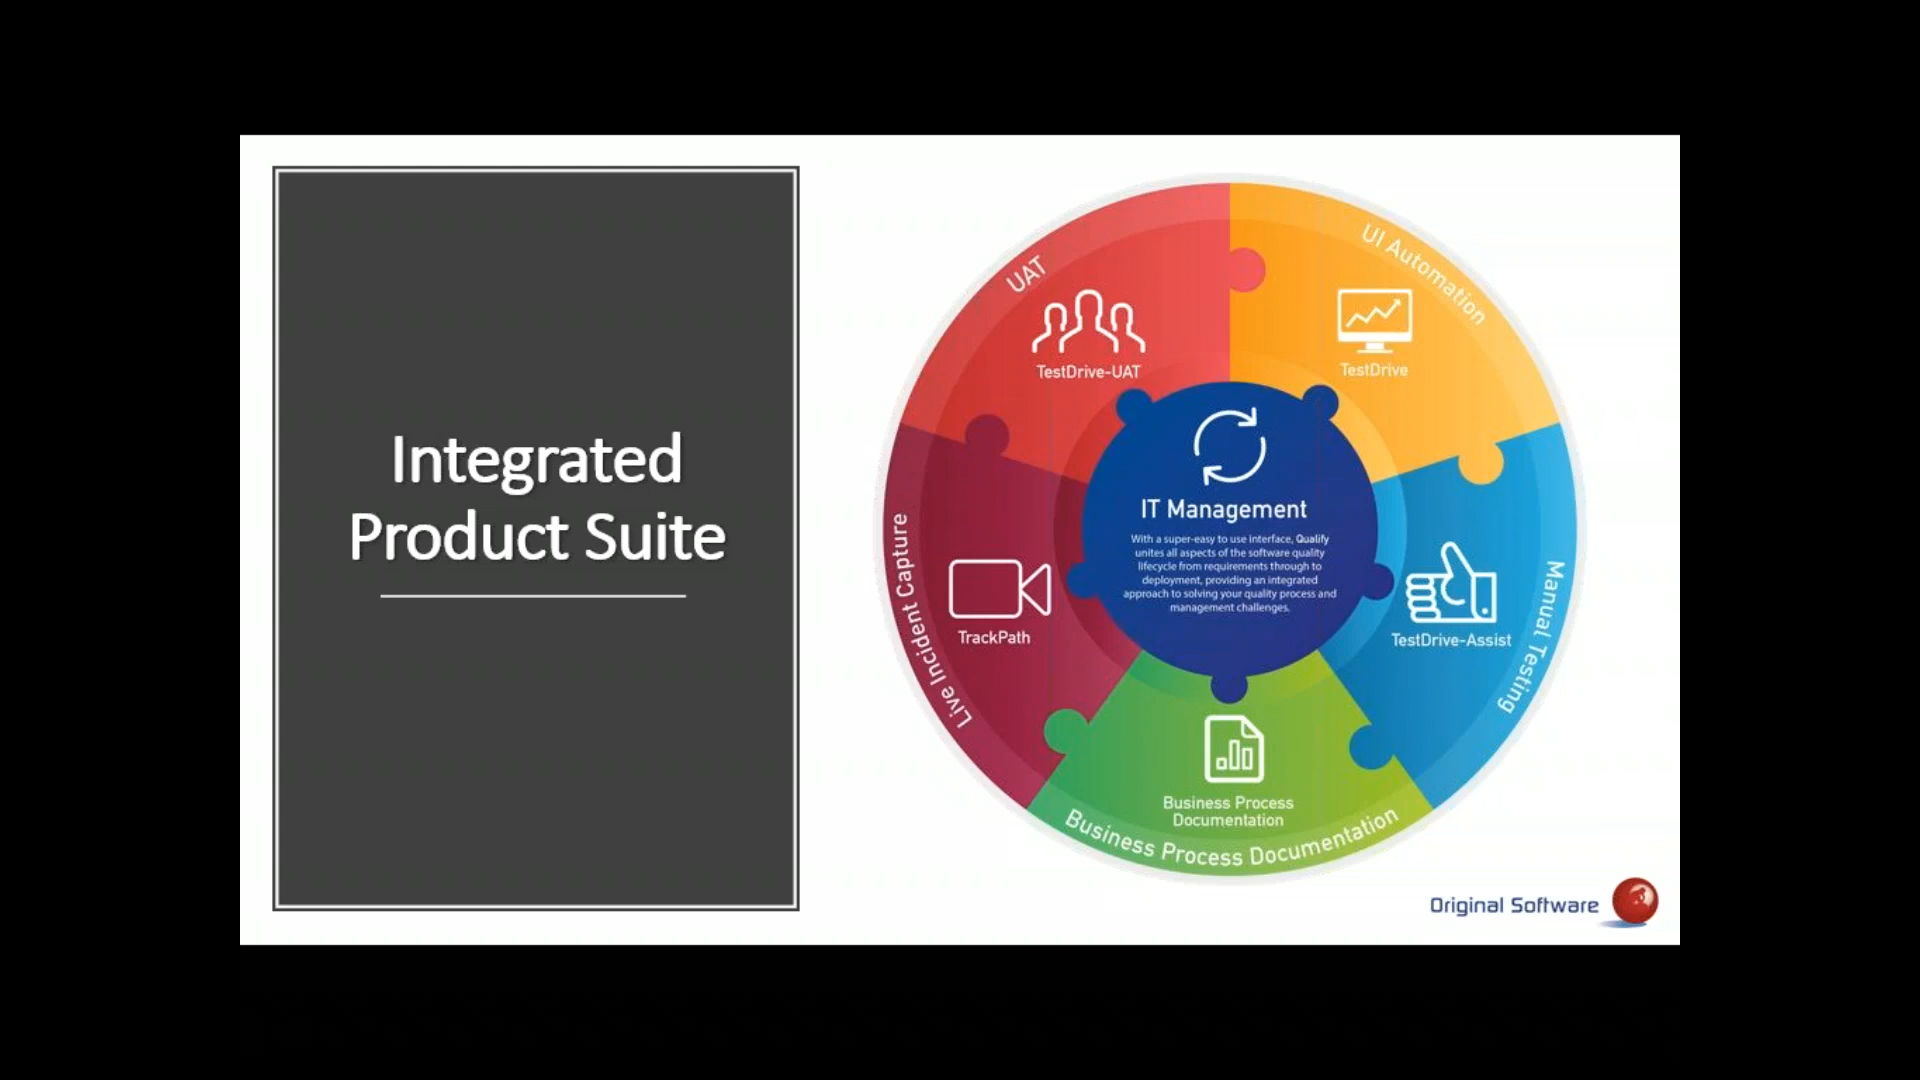 Integrated
Product Suite
UAT
TestDrive-UAT
UI Automation
TestDrive
IT Management
With a super-easy to use interface, Qualify
unites all aspects of the software quality
lifecycle from requirements through to
deployment, providing an integrated
approach to solving your quality process and
management challenges.
Live Incident Capture
TrackPath
Manual Testing
TestDrive-Assist
Business Process
Documentation
Business Process Documentation
Original Software